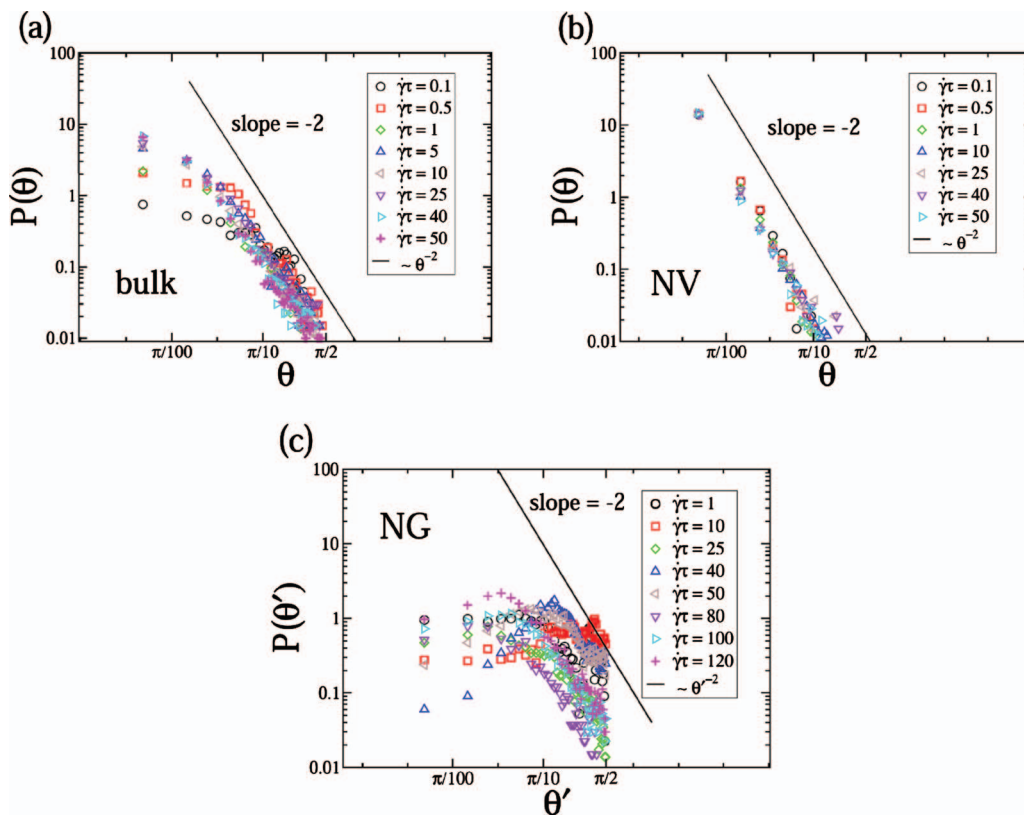 (a)
100
10
1
0.1
0.01
P(θ)
slope = -2
bulk
γ̇τ = 0.1
γ̇τ = 0.5
γ̇τ = 1
γ̇τ = 5
γ̇τ = 10
γ̇τ = 25
γ̇τ = 40
γ̇τ = 50
~ θ⁻²
π/100 π/10 π/2
θ
(b)
100
10
1
0.1
0.01
P(θ)
slope = -2
NV
γ̇τ = 0.1
γ̇τ = 0.5
γ̇τ = 1
γ̇τ = 10
γ̇τ = 25
γ̇τ = 40
γ̇τ = 50
~ θ⁻²
π/100 π/10 π/2
θ
(c)
100
10
1
0.1
0.01
P(θ′)
slope = -2
NG
γ̇τ = 1
γ̇τ = 10
γ̇τ = 25
γ̇τ = 40
γ̇τ = 50
γ̇τ = 80
γ̇τ = 100
γ̇τ = 120
~ θ′⁻²
π/100 π/10 π/2
θ′